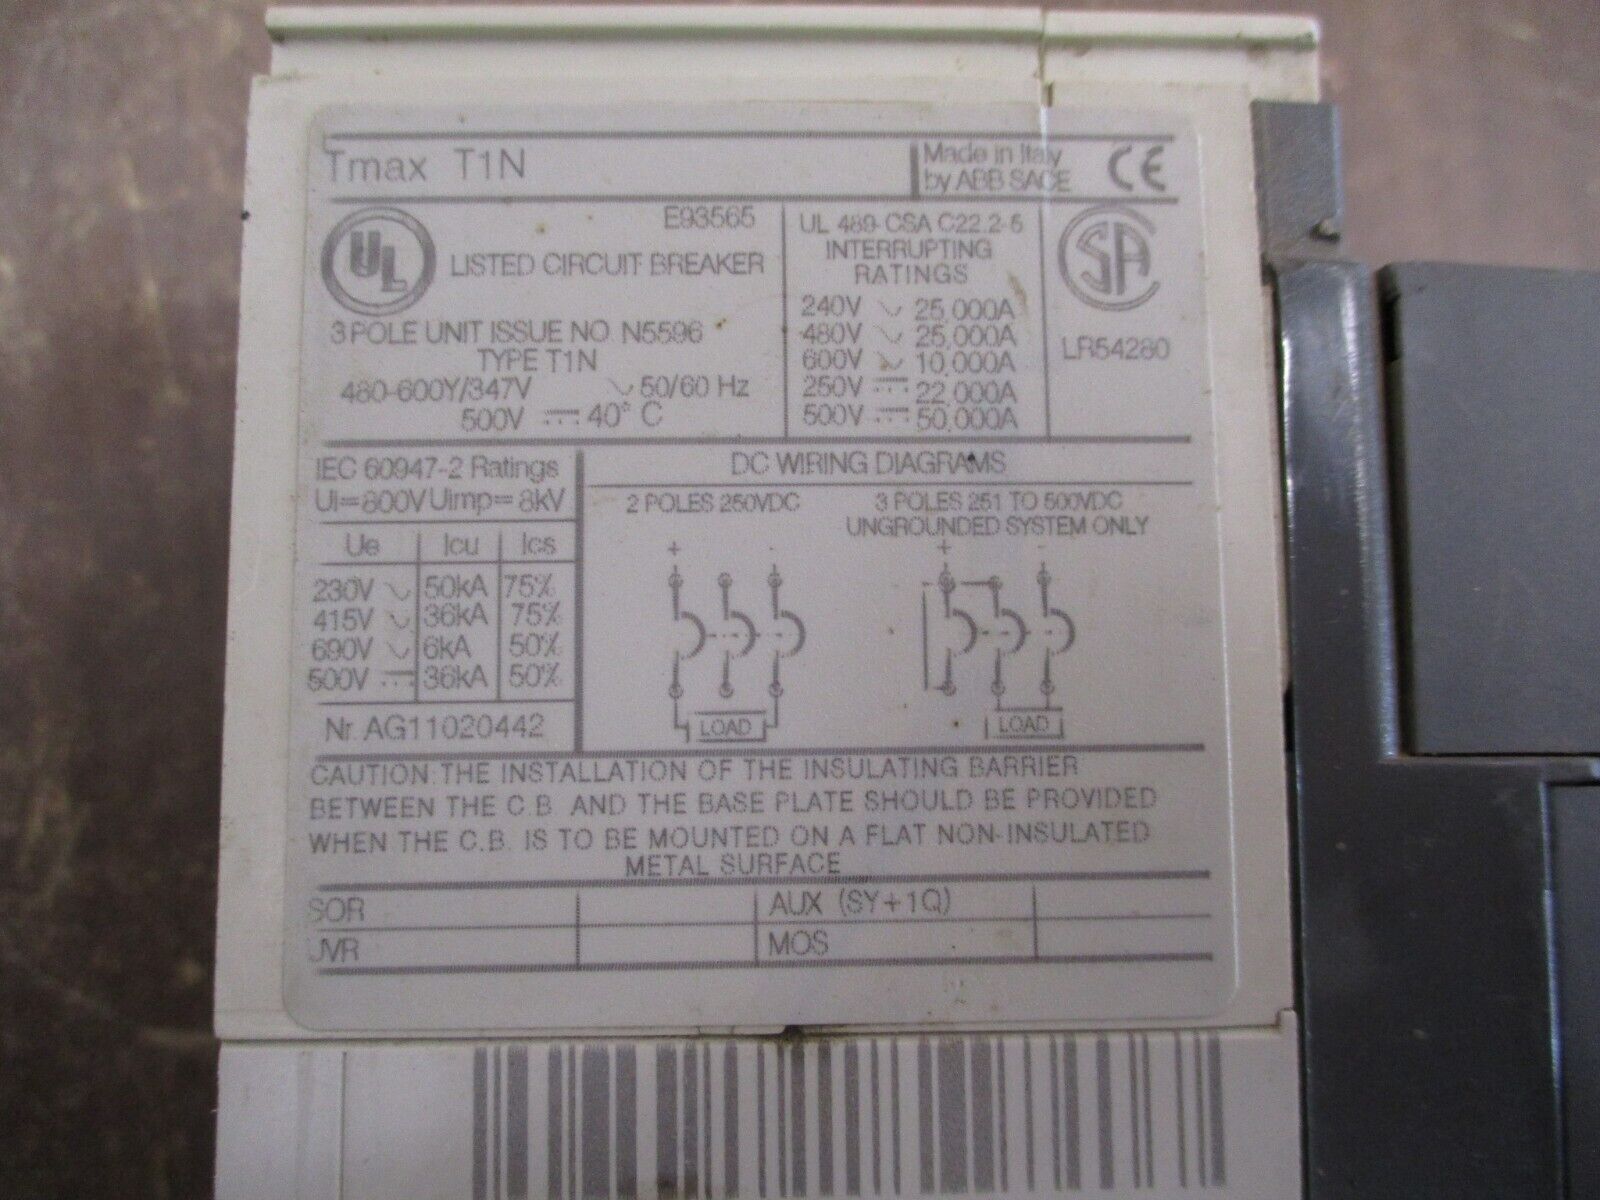 Tmax T1N
Made in Italy
by ABB SACE
CE
UL
E93565
LISTED CIRCUIT BREAKER
3 POLE UNIT ISSUE NO. N5596
TYPE T1N
480-600Y/347V 50/60 Hz
500V 40° C
UL 489-CSA C22.2-5
INTERRUPTING
RATINGS
240V 25,000A
480V 25,000A
600V 10,000A
250V 22,000A
500V 50,000A
SA
LR54280
IEC 60947-2 Ratings
Ui=800V Uimp= 8kV
Ue Icu Ics
230V 50kA 75%
415V 36kA 75%
690V 6kA 50%
500V 36kA 50%
Nr. AG11020442
DC WIRING DIAGRAMS
2 POLES 250VDC
+ -
LOAD
3 POLES 251 TO 500VDC
UNGROUNDED SYSTEM ONLY
+ -
LOAD
CAUTION: THE INSTALLATION OF THE INSULATING BARRIER
BETWEEN THE C.B. AND THE BASE PLATE SHOULD BE PROVIDED
WHEN THE C.B. IS TO BE MOUNTED ON A FLAT NON-INSULATED
METAL SURFACE
SOR
AUX (SY+1Q)
UVR
MOS